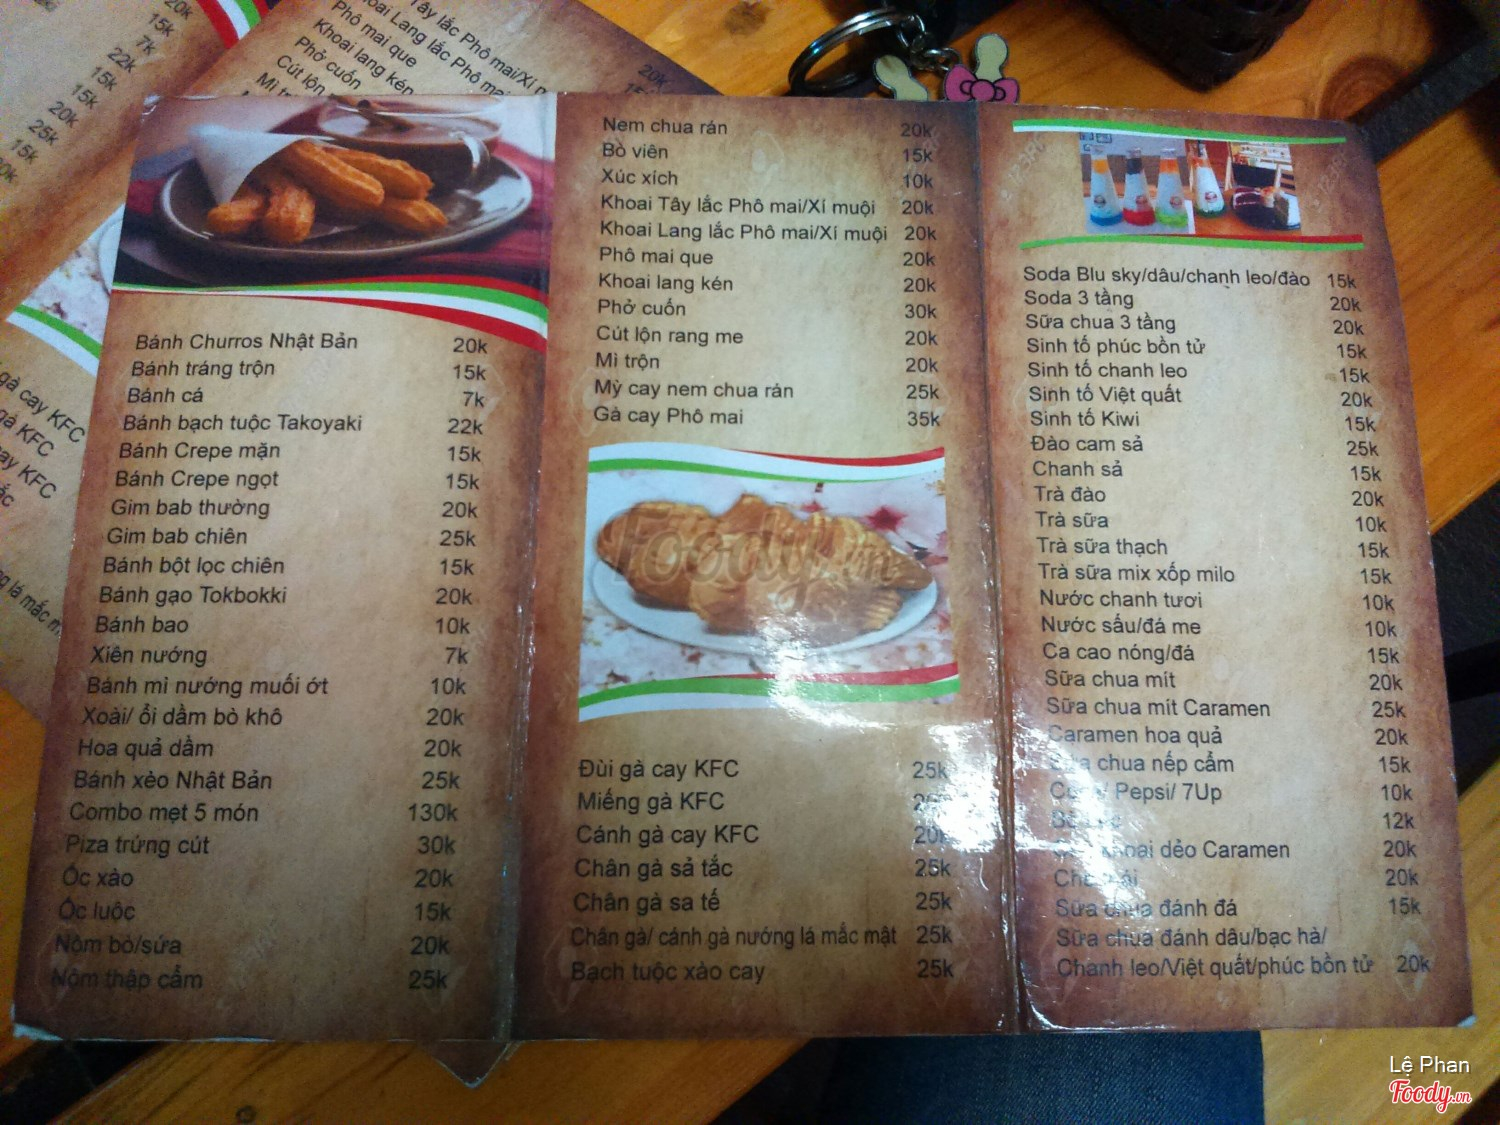 Bánh Churros Nhật Bản 20k
Bánh tráng trộn 15k
Bánh cá 7k
Bánh bạch tuộc Takoyaki 22k
Bánh Crepe mặn 15k
Bánh Crepe ngọt 15k
Gim bab thường 20k
Gim bab chiên 25k
Bánh bột lọc chiên 15k
Bánh gạo Tokbokki 20k
Bánh bao 10k
Xiên nướng 7k
Bánh mì nướng muối ớt 10k
Xoài/ ổi dầm bò khô 20k
Hoa quả dầm 20k
Bánh xèo Nhật Bản 25k
Combo mẹt 5 món 130k
Piza trứng cút 30k
Ốc xào 20k
Ốc luộc 15k
Nộm bò/sứa 20k
Nộm thập cẩm 25k
Nem chua rán 20k
Bò viên 15k
Xúc xích 10k
Khoai Tây lắc Phô mai/Xí muội 20k
Khoai Lang lắc Phô mai/Xí muội 20k
Phô mai que 20k
Khoai lang kén 20k
Phở cuốn 30k
Cút lộn rang me 20k
Mì trộn 20k
Mỳ cay nem chua rán 25k
Gà cay Phô mai 35k
Foody.vn
Đùi gà cay KFC 25k
Miếng gà KFC
Cánh gà cay KFC 20k
Chân gà sả tắc 25k
Chân gà sa tế 25k
Chân gà/ cánh gà nướng lá mắc mật 25k
Bạch tuộc xào cay 25k
Soda Blu sky/dâu/chanh leo/đào 15k
Soda 3 tầng 20k
Sữa chua 3 tầng 20k
Sinh tố phúc bồn tử 15k
Sinh tố chanh leo 15k
Sinh tố Việt quất 20k
Sinh tố Kiwi 15k
Đào cam sả 25k
Chanh sả 15k
Trà đào 20k
Trà sữa 10k
Trà sữa thạch 15k
Trà sữa mix xốp milo 15k
Nước chanh tươi 10k
Nước sấu/đá me 10k
Ca cao nóng/đá 15k
Sữa chua mít 20k
Sữa chua mít Caramen 25k
Caramen hoa quả 20k
Sữa chua nếp cẩm 15k
Pepsi/ 7Up 10k
12k
dẻo Caramen 20k
20k
Sữa chua đánh đá 15k
Sữa chua đánh dâu/bạc hà/
Chanh leo/Việt quất/phúc bồn tử 20k
Lệ Phan
Foody.vn